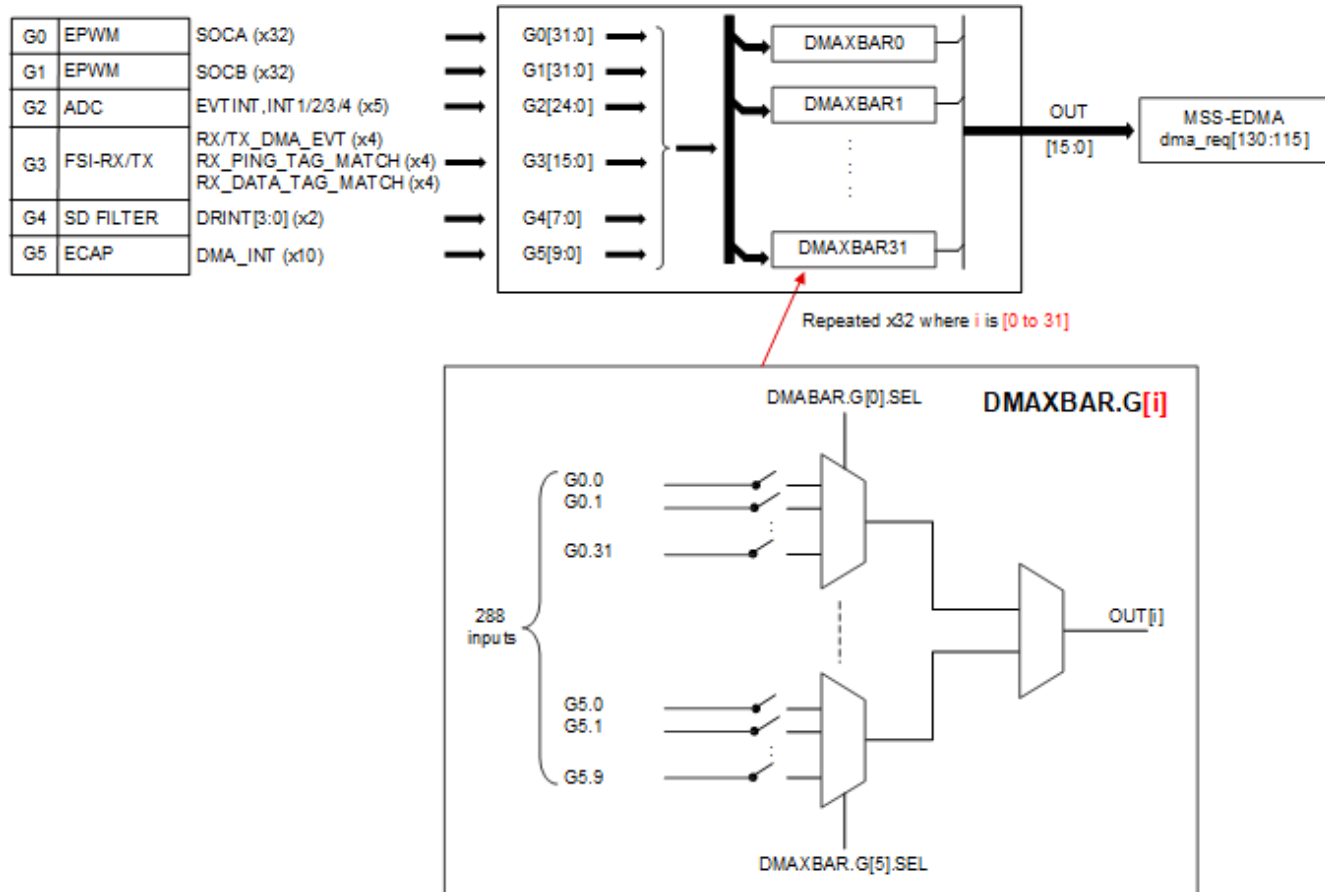 G0 EPWM SOCA (x32) G0[31:0]
G1 EPWM SOCB (x32) G1[31:0]
G2 ADC EVTINT,INT1/2/3/4 (x5) G2[24:0]
G3 FSI-RX/TX RX/TX_DMA_EVT (x4)
RX_PING_TAG_MATCH (x4) G3[15:0]
RX_DATA_TAG_MATCH (x4)
G4 SD FILTER DRINT[3:0] (x2) G4[7:0]
G5 ECAP DMA_INT (x10) G5[9:0]
DMAXBAR0
DMAXBAR1
DMAXBAR31
OUT
[15:0]
MSS-EDMA
dma_req[130:115]
Repeated x32 where i is [0 to 31]
DMABAR.G[0].SEL
DMAXBAR.G[i]
G0.0
G0.1
G0.31
288
inputs
OUT[i]
G5.0
G5.1
G5.9
DMAXBAR.G[5].SEL